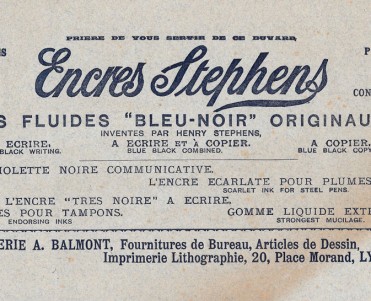 PRIERE DE VOUS SERVIR DE CE BUVARD,
Encres Stephens
S FLUIDES "BLEU-NOIR" ORIGINAU
INVENTES PAR HENRY STEPHENS,
ECRIRE. A ECRIRE ET A COPIER. A COPIER.
BLACK WRITING. BLUE BLACK COMBINED. BLUE BLACK COPY
IOLETTE NOIRE COMMUNICATIVE.
L'ENCRE ECARLATE POUR PLUMES
SCARLET INK FOR STEEL PENS.
L'ENCRE "TRES NOIRE" A ECRIRE.
ES POUR TAMPONS. GOMME LIQUIDE EXTR
ENDORSING INKS STRONGEST MUCILAGE.
ERIE A. BALMONT, Fournitures de Bureau, Articles de Dessin,
Imprimerie Lithographie, 20, Place Morand, LY